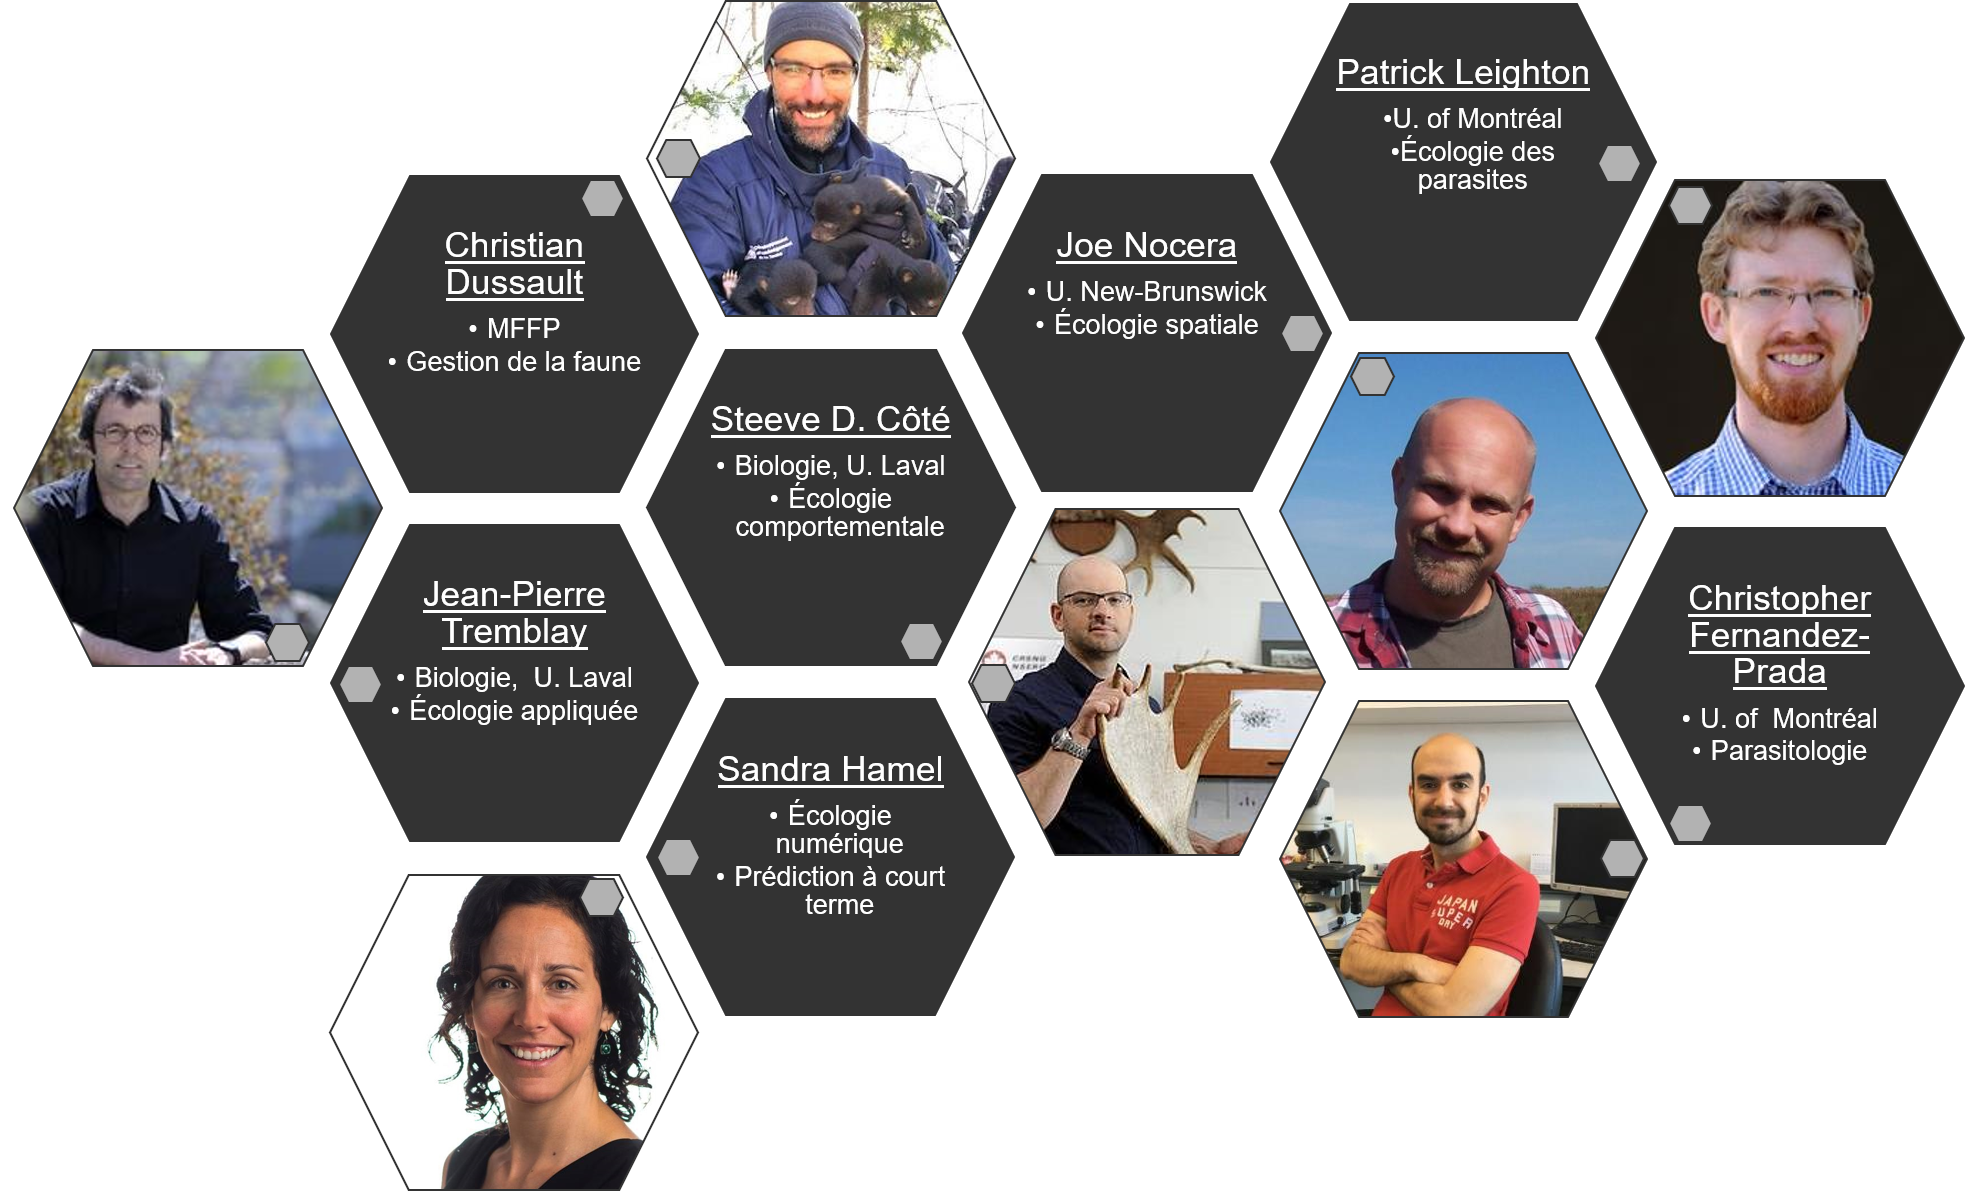 Christian
Dussault
• MFFP
• Gestion de la faune
Jean-Pierre
Tremblay
• Biologie,  U. Laval
• Écologie appliquée
Steeve D. Côté
• Biologie, U. Laval
• Écologie
comportementale
Sandra Hamel
• Écologie
numérique
• Prédiction à court
terme
Joe Nocera
• U. New-Brunswick
• Écologie spatiale
Patrick Leighton
•U. of Montréal
•Écologie des
parasites
Christopher
Fernandez-
Prada
• U. of  Montréal
• Parasitologie
JAPAN
SUPER
DRY